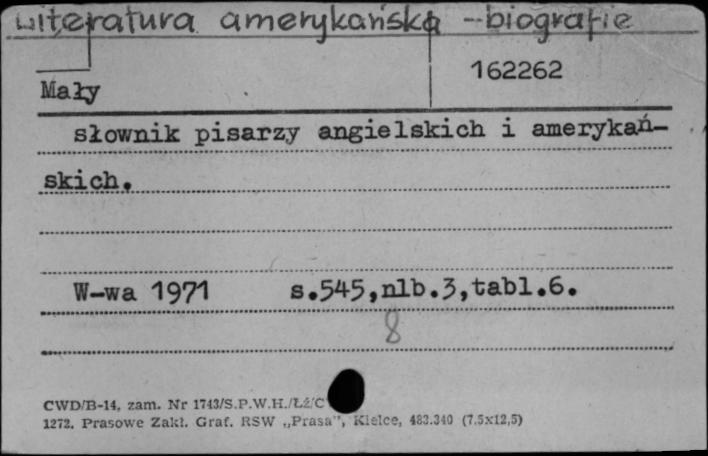 Literatura amerykańska - biografie
162262
Mały
słownik pisarzy angielskich i amerykań-
skich.
W-wa 1971 s.545,nlb.3,tabl.6.
8
CWD/B-14, zam. Nr 1743/S.P.W.H./Łź/C
1272. Prasowe Zakł. Graf. RSW „Prasa”, Kielce, 483.340 (7,5x12,5)